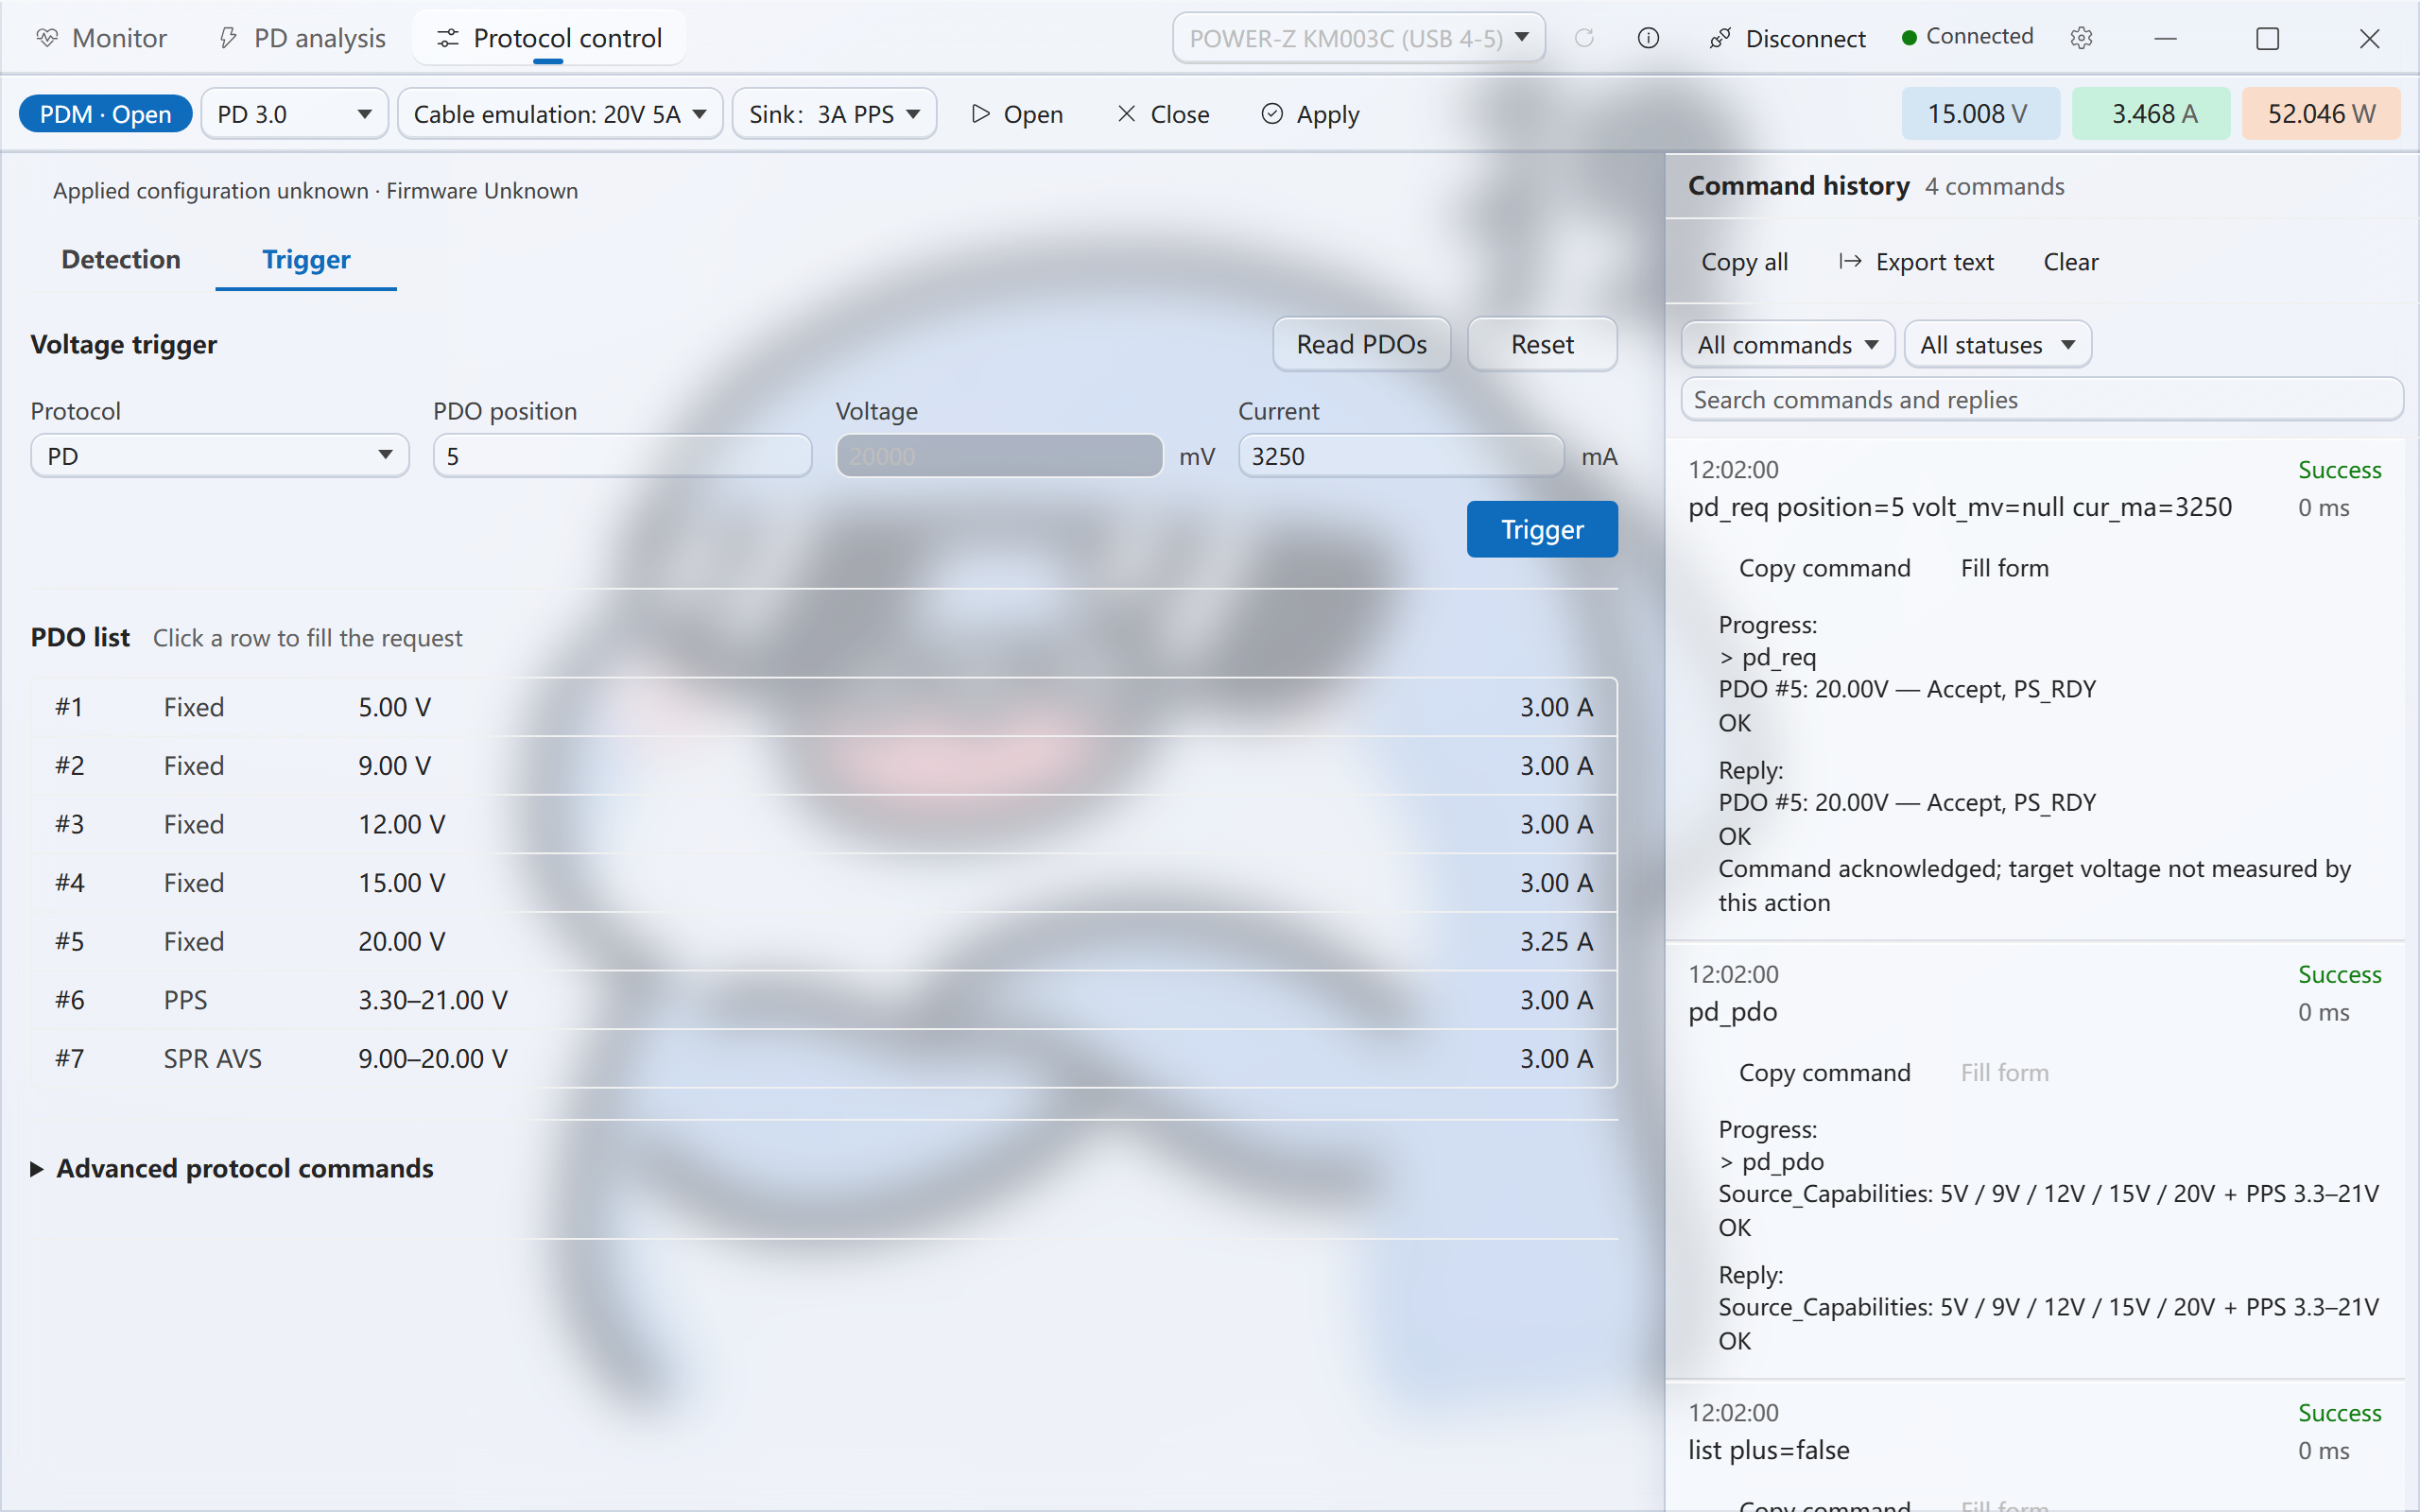 Monitor
PD analysis
Protocol control
POWER-Z KM003C (USB 4-5)
Disconnect
Connected
PDM · Open
PD 3.0
Cable emulation: 20V 5A
Sink: 3A PPS
Open
Close
Apply
15.008 V
3.468 A
52.046 W
Applied configuration unknown · Firmware Unknown
Detection
Trigger
Voltage trigger
Read PDOs
Reset
Protocol
PDO position
Voltage
Current
PD
5
20000
mV
3250
mA
Trigger
PDO list Click a row to fill the request
#1 Fixed 5.00 V 3.00 A
#2 Fixed 9.00 V 3.00 A
#3 Fixed 12.00 V 3.00 A
#4 Fixed 15.00 V 3.00 A
#5 Fixed 20.00 V 3.25 A
#6 PPS 3.30–21.00 V 3.00 A
#7 SPR AVS 9.00–20.00 V 3.00 A
Advanced protocol commands
Command history 4 commands
Copy all
Export text
Clear
All commands
All statuses
Search commands and replies
12:02:00 Success
pd_req position=5 volt_mv=null cur_ma=3250 0 ms
Copy command Fill form
Progress:
> pd_req
PDO #5: 20.00V — Accept, PS_RDY
OK
Reply:
PDO #5: 20.00V — Accept, PS_RDY
OK
Command acknowledged; target voltage not measured by
this action
12:02:00 Success
pd_pdo 0 ms
Copy command Fill form
Progress:
> pd_pdo
Source_Capabilities: 5V / 9V / 12V / 15V / 20V + PPS 3.3–21V
OK
Reply:
Source_Capabilities: 5V / 9V / 12V / 15V / 20V + PPS 3.3–21V
OK
12:02:00 Success
list plus=false 0 ms
Copy command Fill form